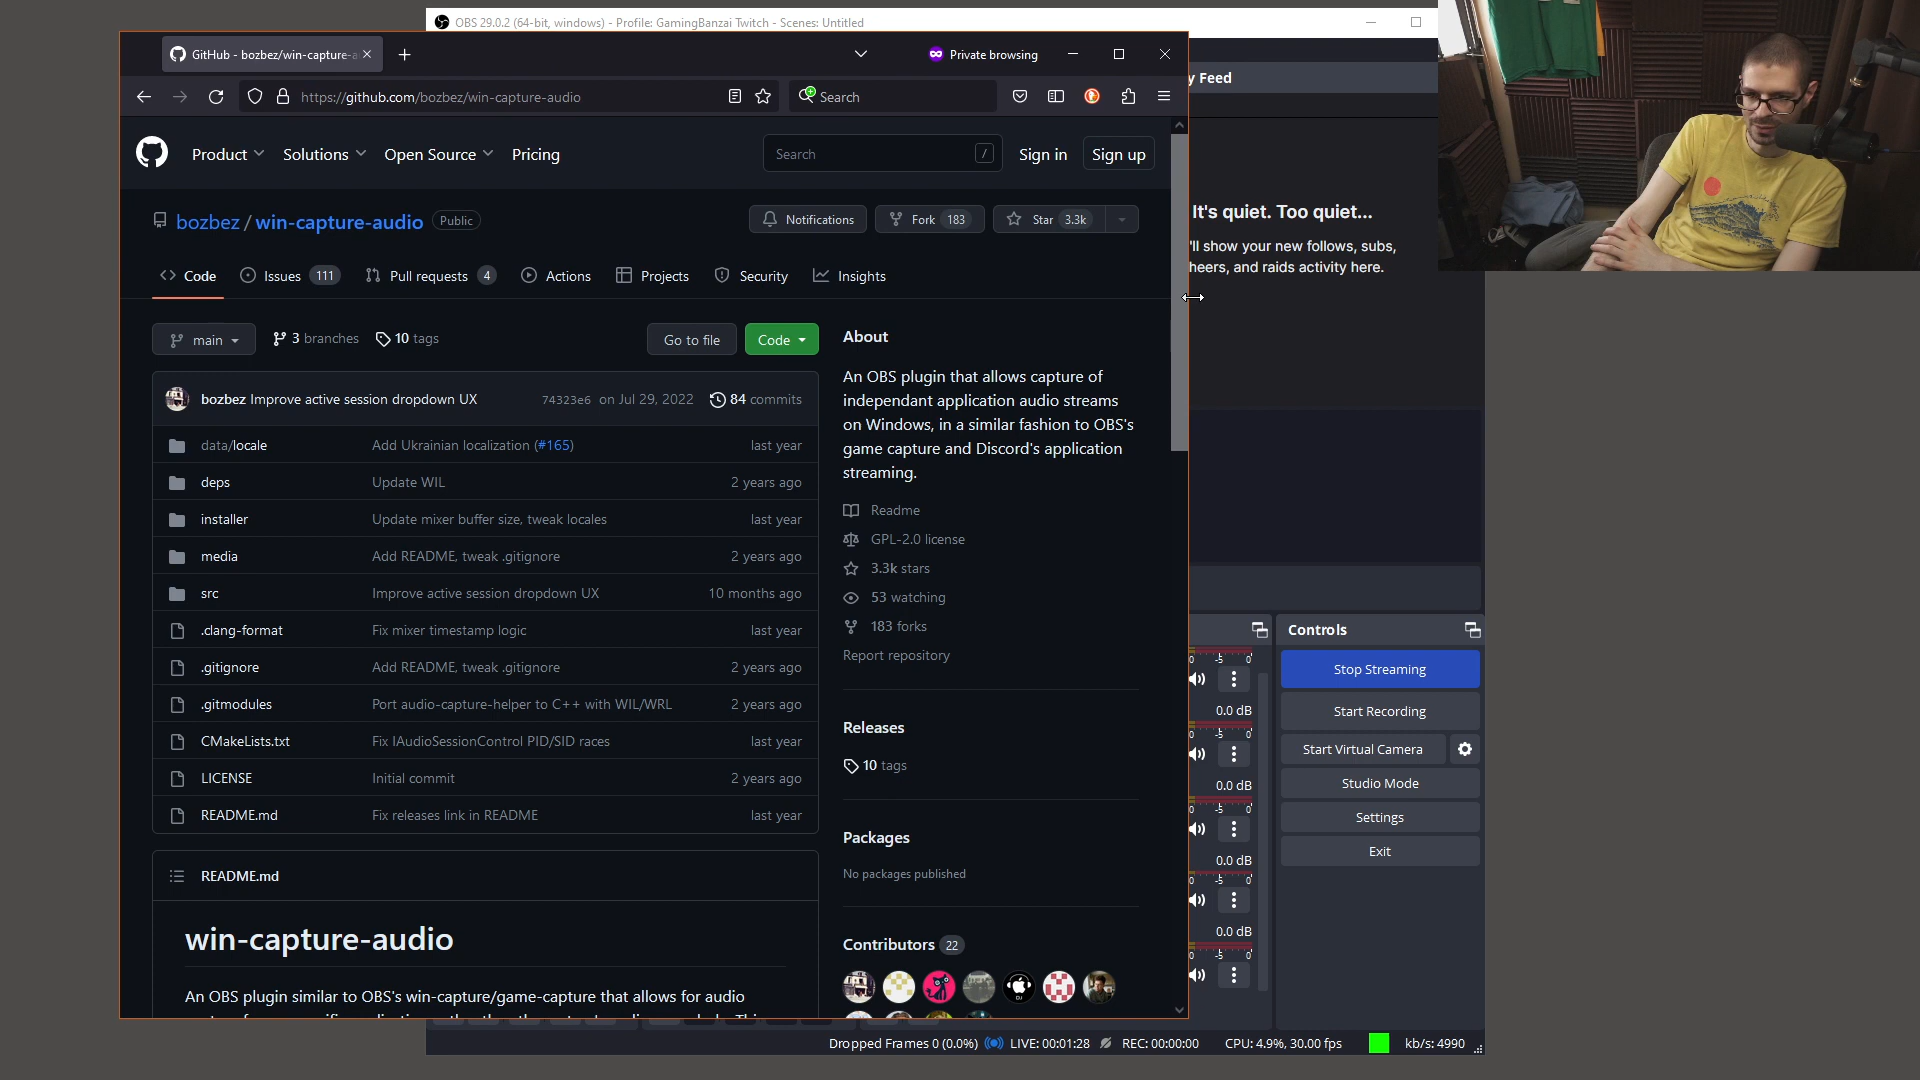 OBS 29.0.2 (64-bit, windows) - Profile: GamingBanzai Twitch - Scenes: Untitled
GitHub - bozbez/win-capture-a
Private browsing
https://github.com/bozbez/win-capture-audio
Search
y Feed
Product
Solutions
Open Source
Pricing
Search
/
Sign in
Sign up
bozbez / win-capture-audio
Public
Notifications
Fork 183
Star 3.3k
It's quiet. Too quiet...
'll show your new follows, subs,
heers, and raids activity here.
Code
Issues 111
Pull requests 4
Actions
Projects
Security
Insights
main
3 branches
10 tags
Go to file
Code
bozbez Improve active session dropdown UX
74323e6 on Jul 29, 2022
84 commits
data/locale Add Ukrainian localization (#165) last year
deps Update WIL 2 years ago
installer Update mixer buffer size, tweak locales last year
media Add README, tweak .gitignore 2 years ago
src Improve active session dropdown UX 10 months ago
.clang-format Fix mixer timestamp logic last year
.gitignore Add README, tweak .gitignore 2 years ago
.gitmodules Port audio-capture-helper to C++ with WIL/WRL 2 years ago
CMakeLists.txt Fix IAudioSessionControl PID/SID races last year
LICENSE Initial commit 2 years ago
README.md Fix releases link in README last year
README.md
win-capture-audio
An OBS plugin similar to OBS's win-capture/game-capture that allows for audio
About
An OBS plugin that allows capture of
independant application audio streams
on Windows, in a similar fashion to OBS's
game capture and Discord's application
streaming.
Readme
GPL-2.0 license
3.3k stars
53 watching
183 forks
Report repository
Releases
10 tags
Packages
No packages published
Contributors 22
0 -5 0
0.0 dB
0 -5 0
0.0 dB
0 -5 0
0.0 dB
0 -5 0
0.0 dB
0 -5 0
Controls
Stop Streaming
Start Recording
Start Virtual Camera
Studio Mode
Settings
Exit
Dropped Frames 0 (0.0%)
LIVE: 00:01:28
REC: 00:00:00
CPU: 4.9%, 30.00 fps
kb/s: 4990